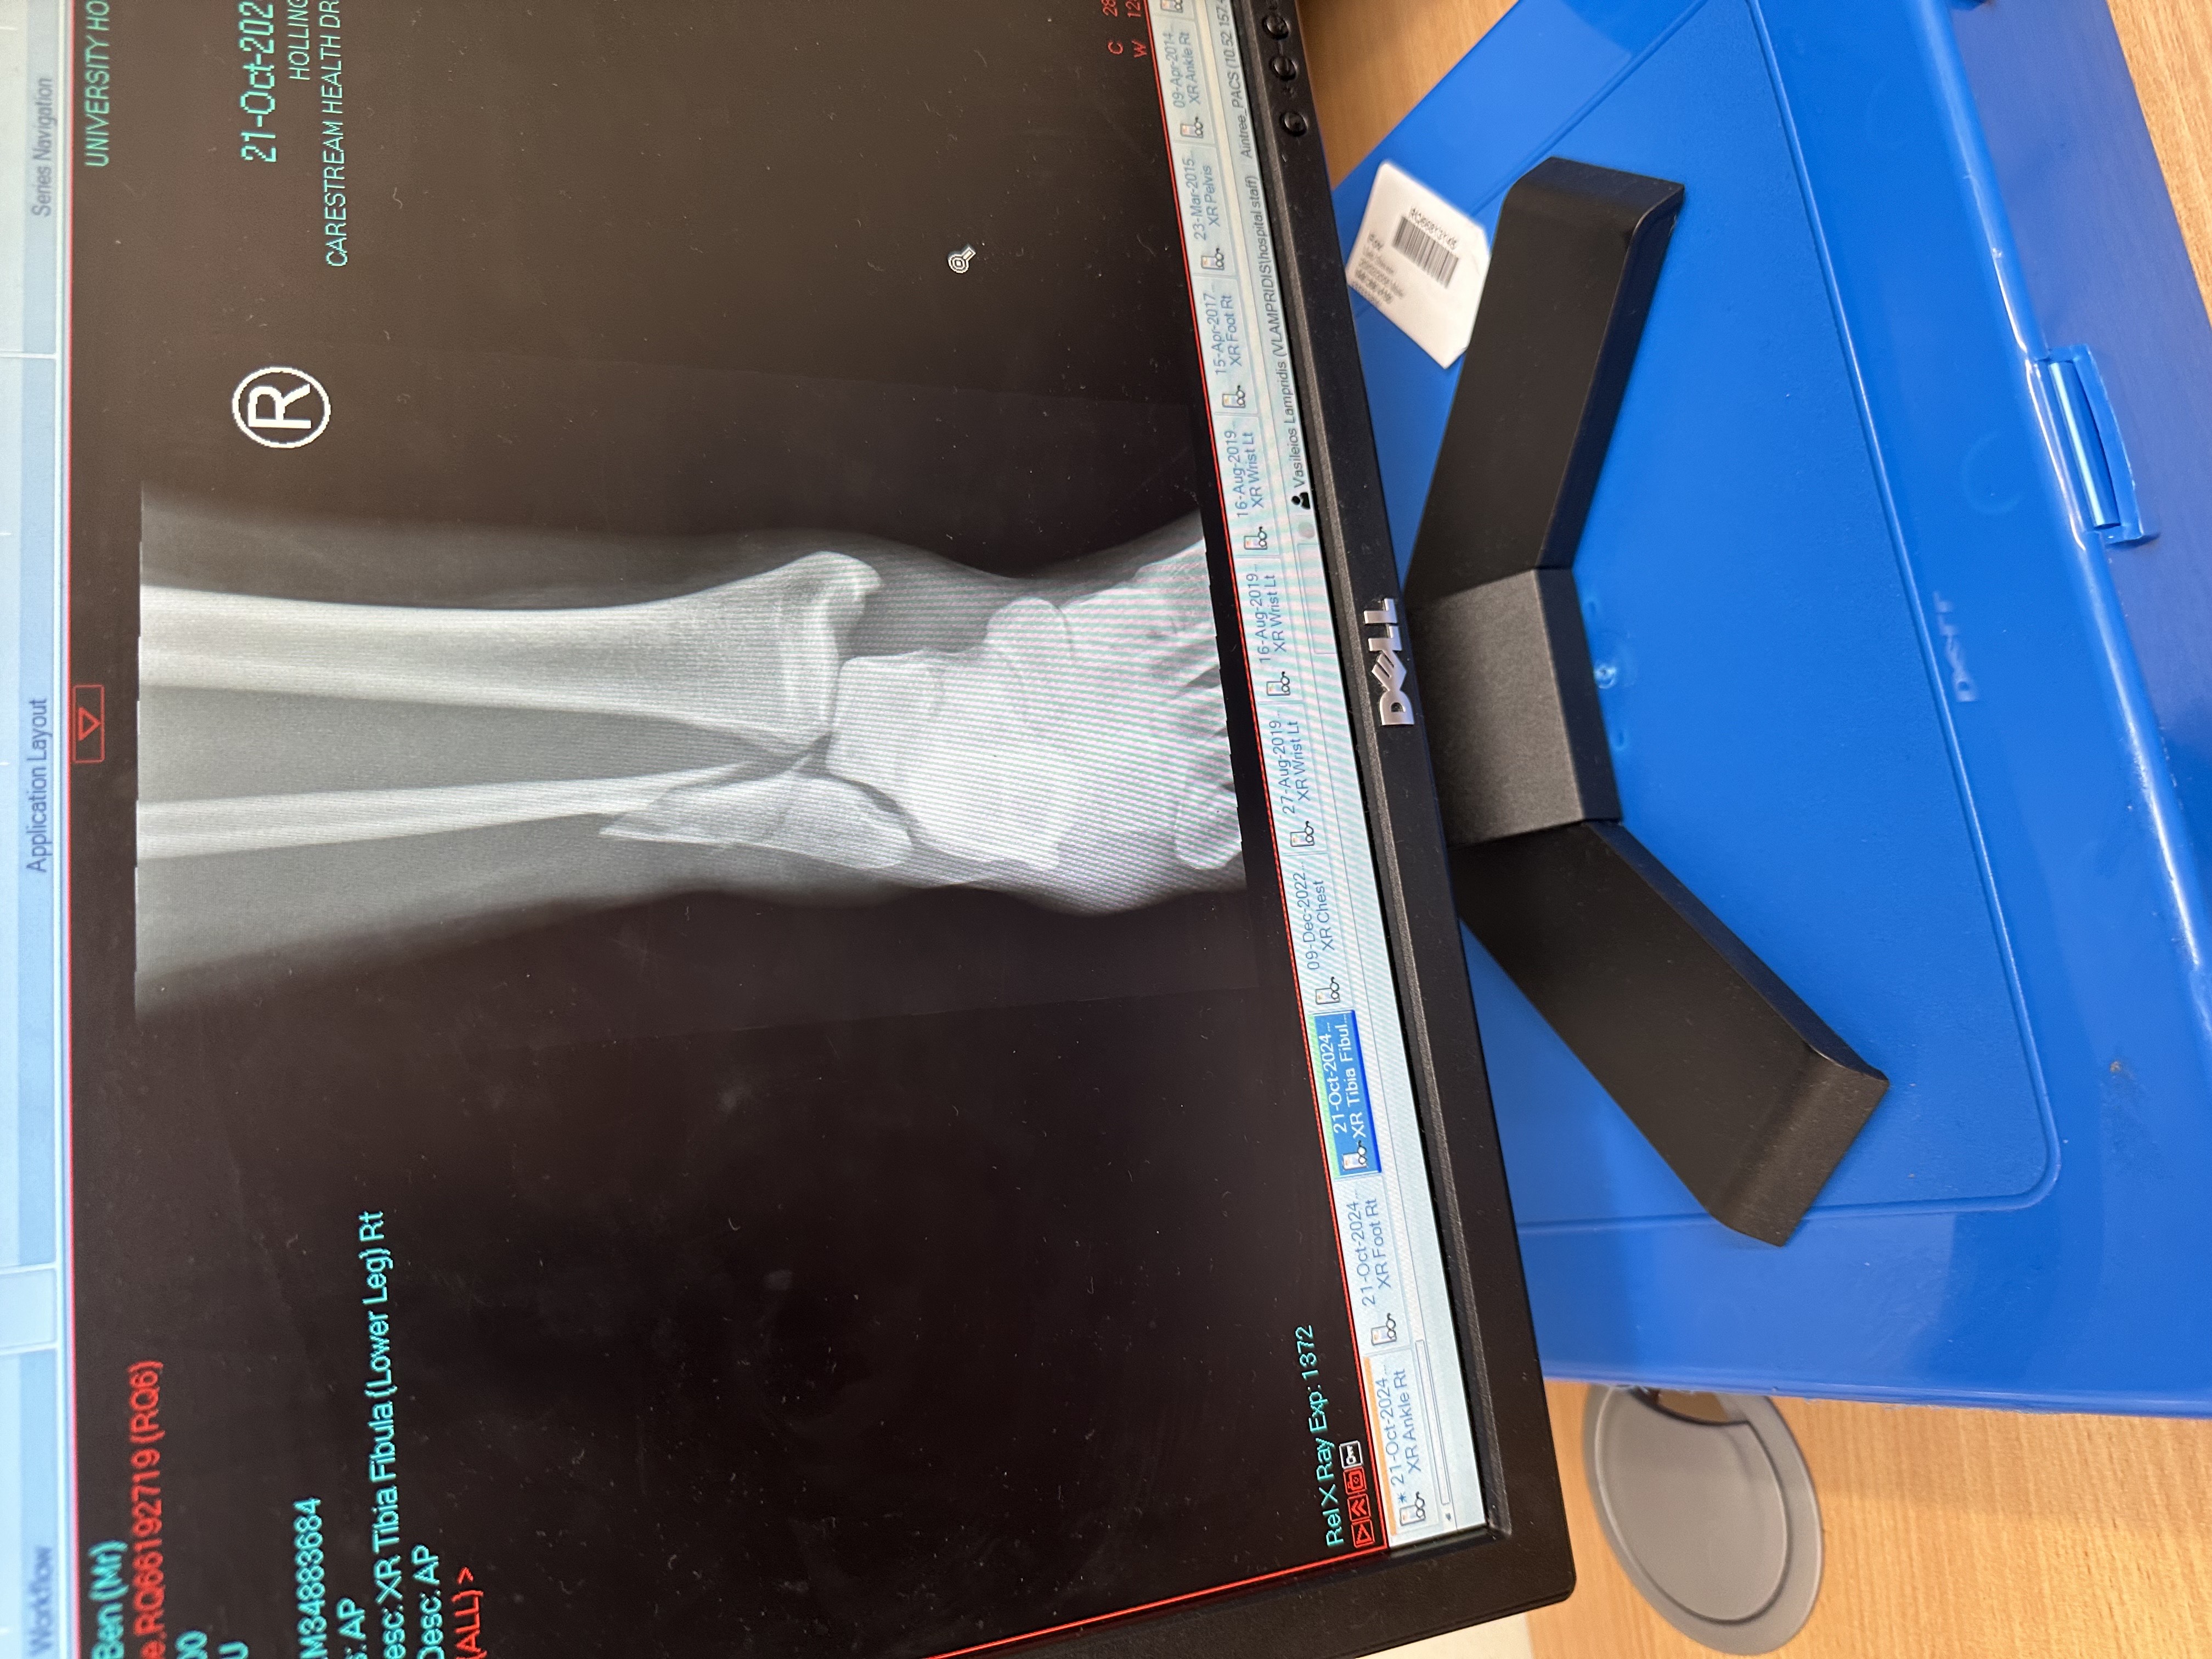 Workflow
Application Layout
Series Navigation
Ben (Mr)
e,RQ66192719 (RQ6)
00
U
M34883684
s: AP
esc: XR Tibia Fibula (Lower Leg) Rt
Desc: AP
(ALL) >
UNIVERSITY HO
R
21-Oct-202
HOLLING
CARESTREAM HEALTH DR
C 28
W 12
Rel X Ray Exp: 1372
* 21-Oct-2024...
XR Ankle Rt
21-Oct-2024...
XR Foot Rt
21-Oct-2024...
XR Tibia Fibul...
09-Dec-2022...
XR Chest
27-Aug-2019...
XR Wrist Lt
16-Aug-2019...
XR Wrist Lt
16-Aug-2019...
XR Wrist Lt
15-Apr-2017...
XR Foot Rt
23-Mar-2015...
XR Pelvis
09-Apr-2014...
XR Ankle Rt
Vasileios Lampridis (VLAMPRIDIS\hospital staff)
Aintree_PACS (10.52.157.
DELL